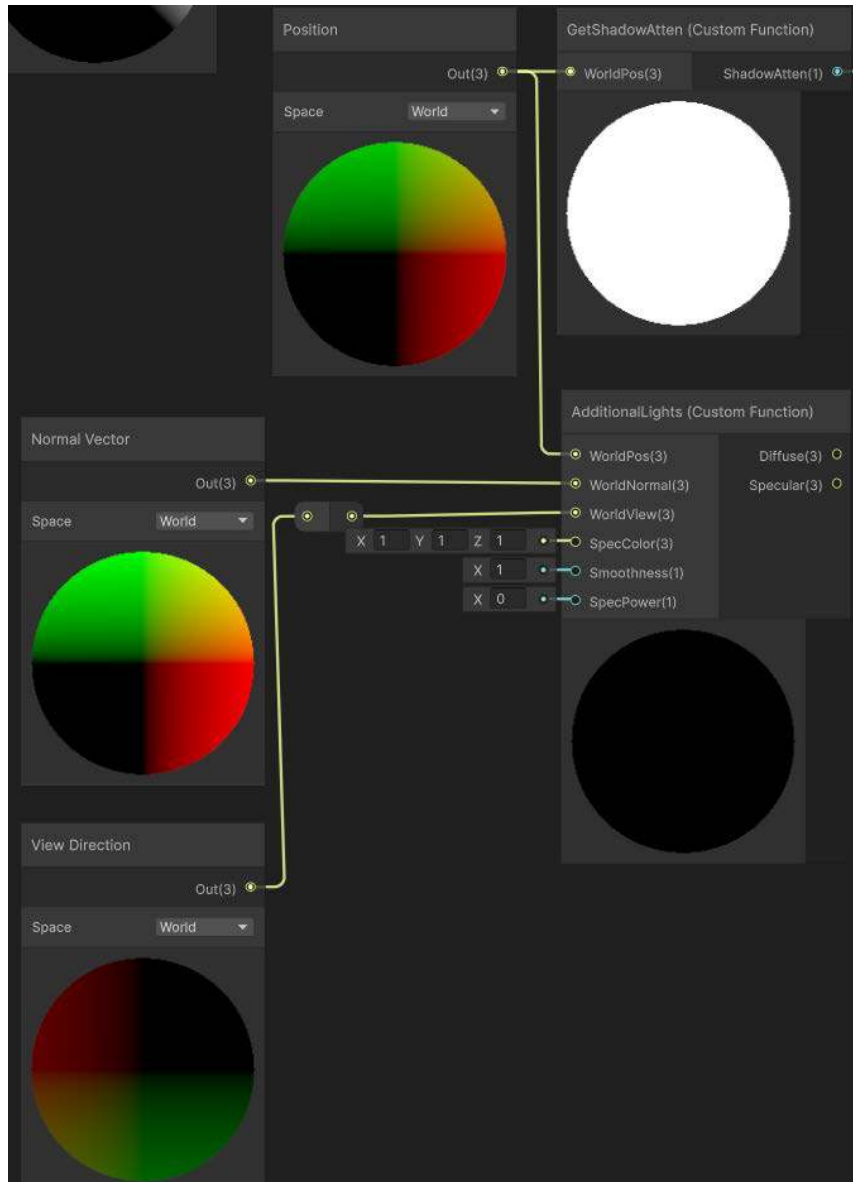 Position
Out(3)
Space World
GetShadowAtten (Custom Function)
WorldPos(3) ShadowAtten(1)
Normal Vector
Out(3)
Space World
AdditionalLights (Custom Function)
WorldPos(3) Diffuse(3)
WorldNormal(3) Specular(3)
WorldView(3)
X 1 Y 1 Z 1 SpecColor(3)
X 1 Smoothness(1)
X 0 SpecPower(1)
View Direction
Out(3)
Space World